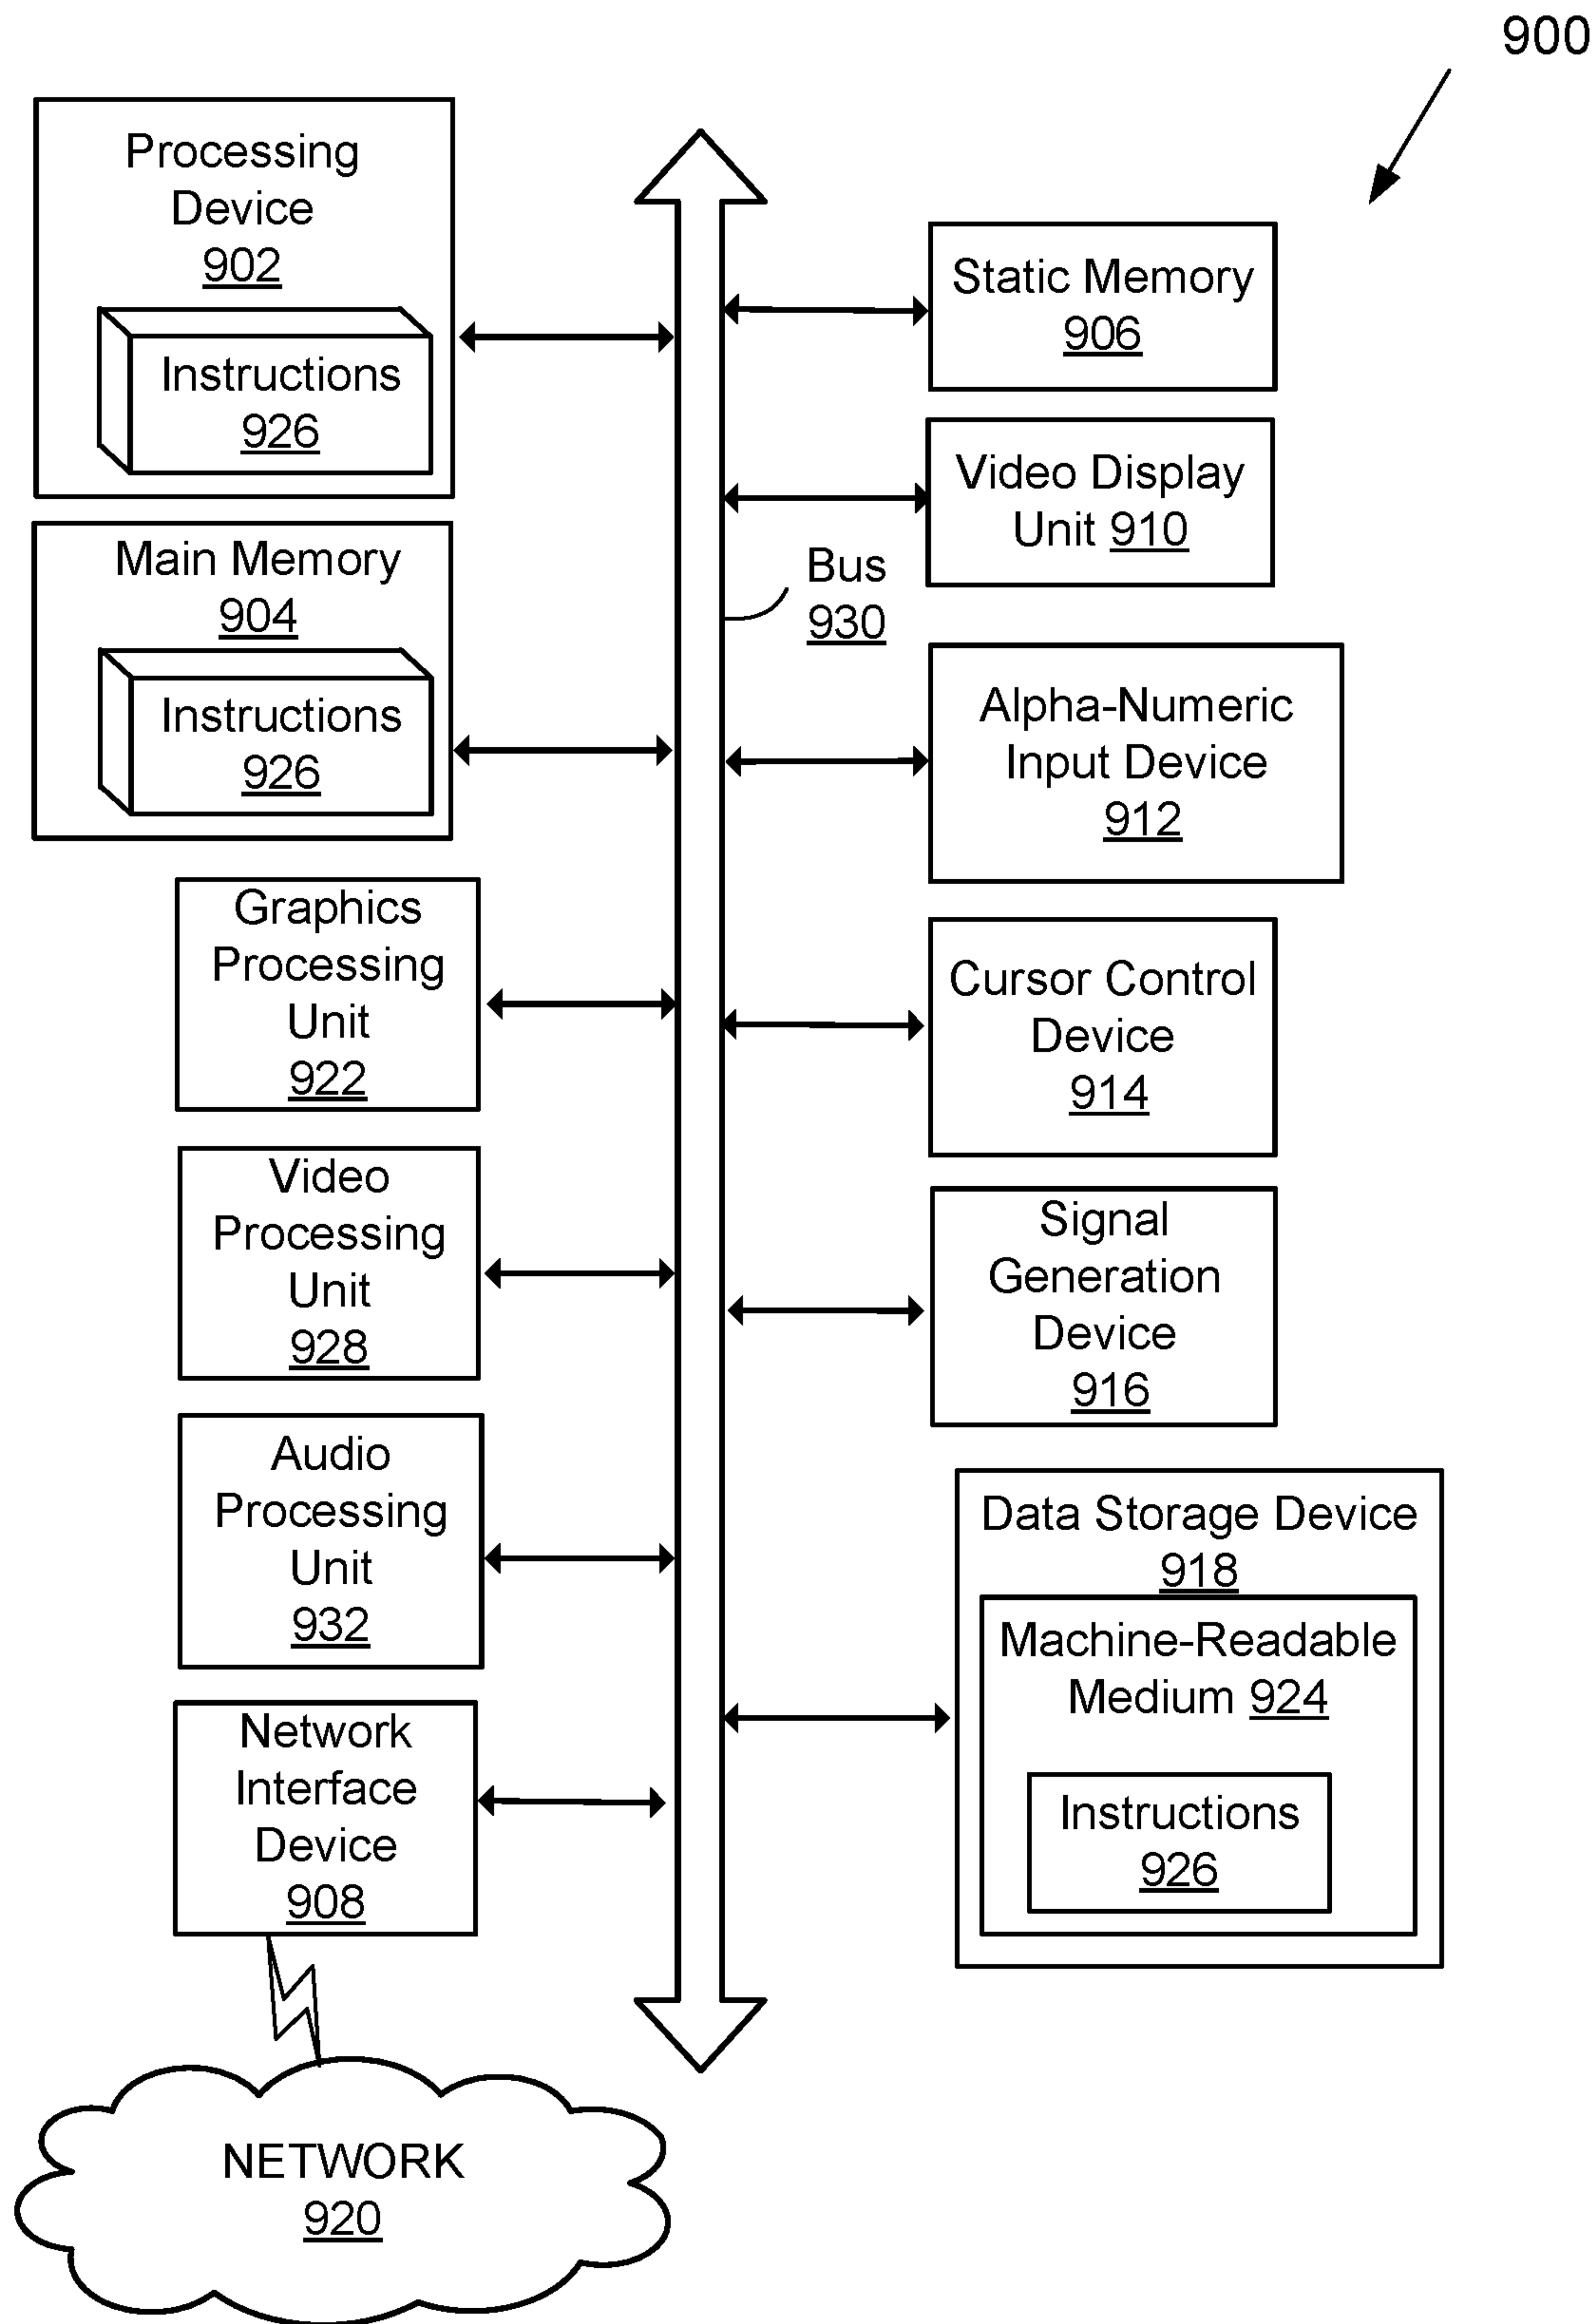 900
Processing
Device
902
Instructions
926
Main Memory
904
Instructions
926
Graphics
Processing
Unit
922
Video
Processing
Unit
928
Audio
Processing
Unit
932
Network
Interface
Device
908
NETWORK
920
Bus
930
Static Memory
906
Video Display
Unit 910
Alpha-Numeric
Input Device
912
Cursor Control
Device
914
Signal
Generation
Device
916
Data Storage Device
918
Machine-Readable
Medium 924
Instructions
926